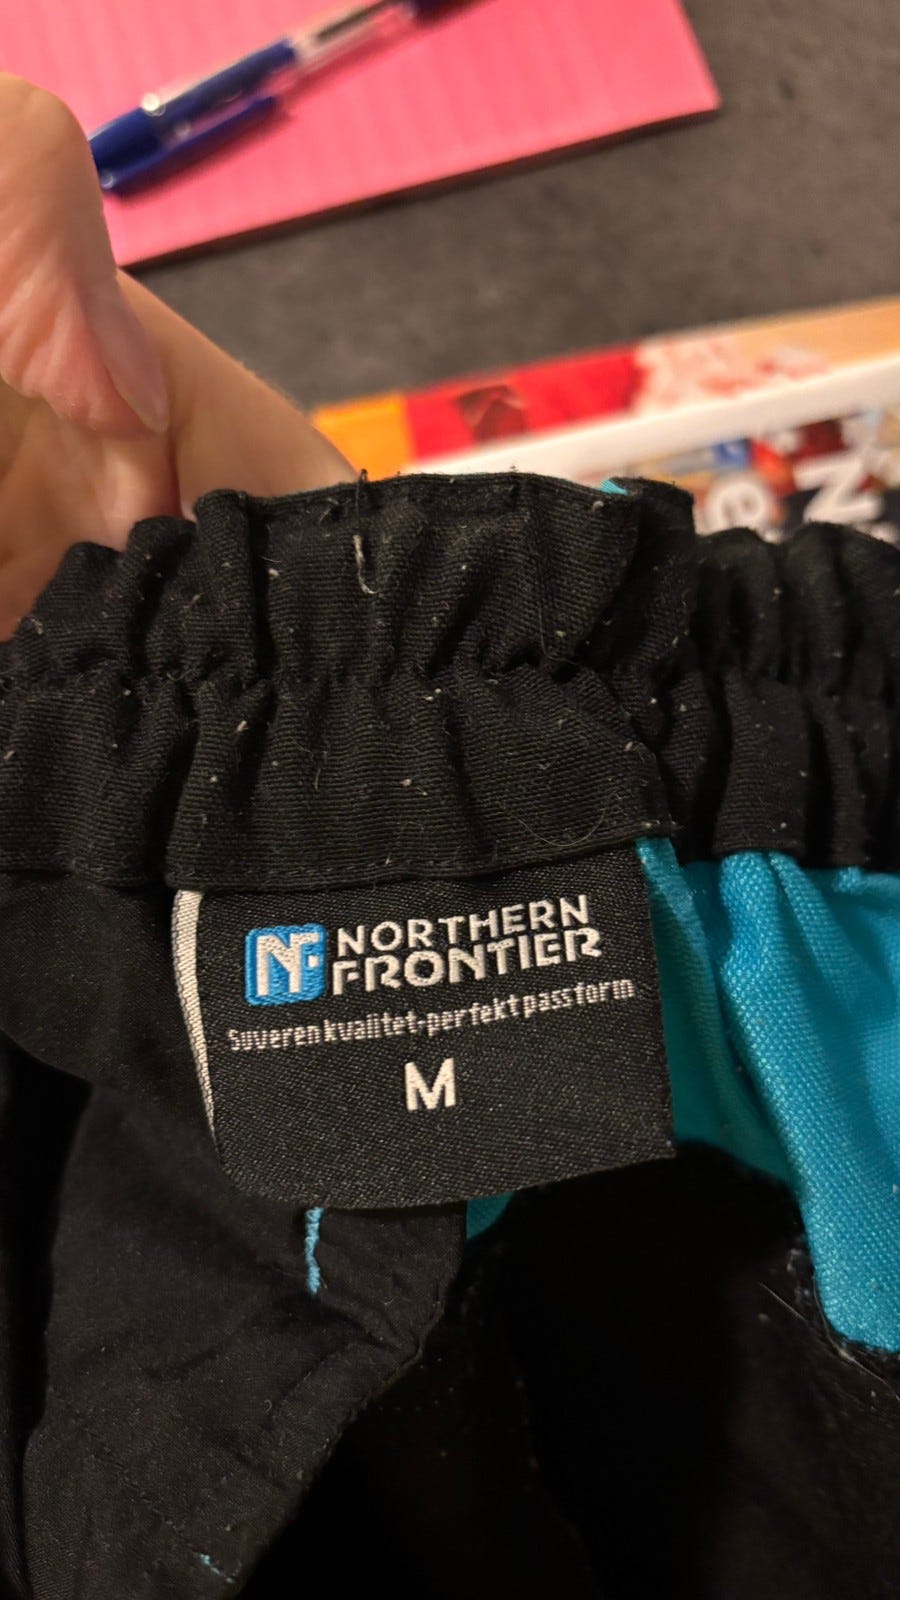 NF
NORTHERN
FRONTIER
Suveren kvalitet-perfekt passform
M